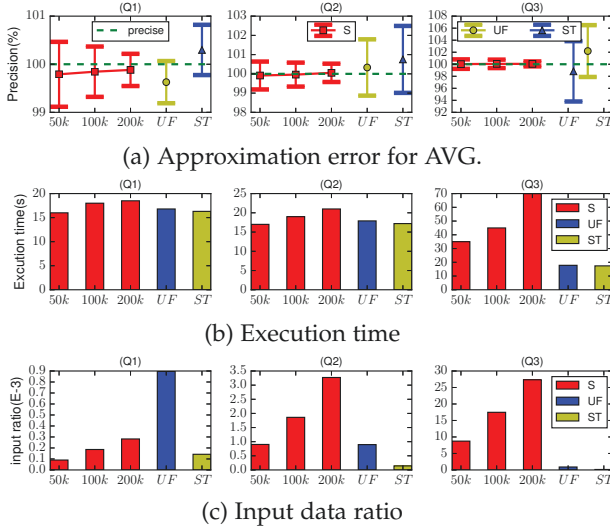 (Q1) (Q2) (Q3)
Precision(%)
101
100
99
precise
103
102
101
100
99
98
S
108
106
104
102
100
98
96
94
92
UF ST
50k 100k 200k UF ST 50k 100k 200k UF ST 50k 100k 200k UF ST
(a) Approximation error for AVG.
(Q1) (Q2) (Q3)
Excution time(s)
20
15
10
5
0
25
20
15
10
5
0
70
60
50
40
30
20
10
0
S
UF
ST
50k 100k 200k UF ST 50k 100k 200k UF ST 50k 100k 200k UF ST
(b) Execution time
(Q1) (Q2) (Q3)
input ratio(E-3)
0.9
0.8
0.7
0.6
0.5
0.4
0.3
0.2
0.1
0.0
3.5
3.0
2.5
2.0
1.5
1.0
0.5
0.0
30
25
20
15
10
5
0
S
UF
ST
50k 100k 200k UF ST 50k 100k 200k UF ST 50k 100k 200k UF ST
(c) Input data ratio